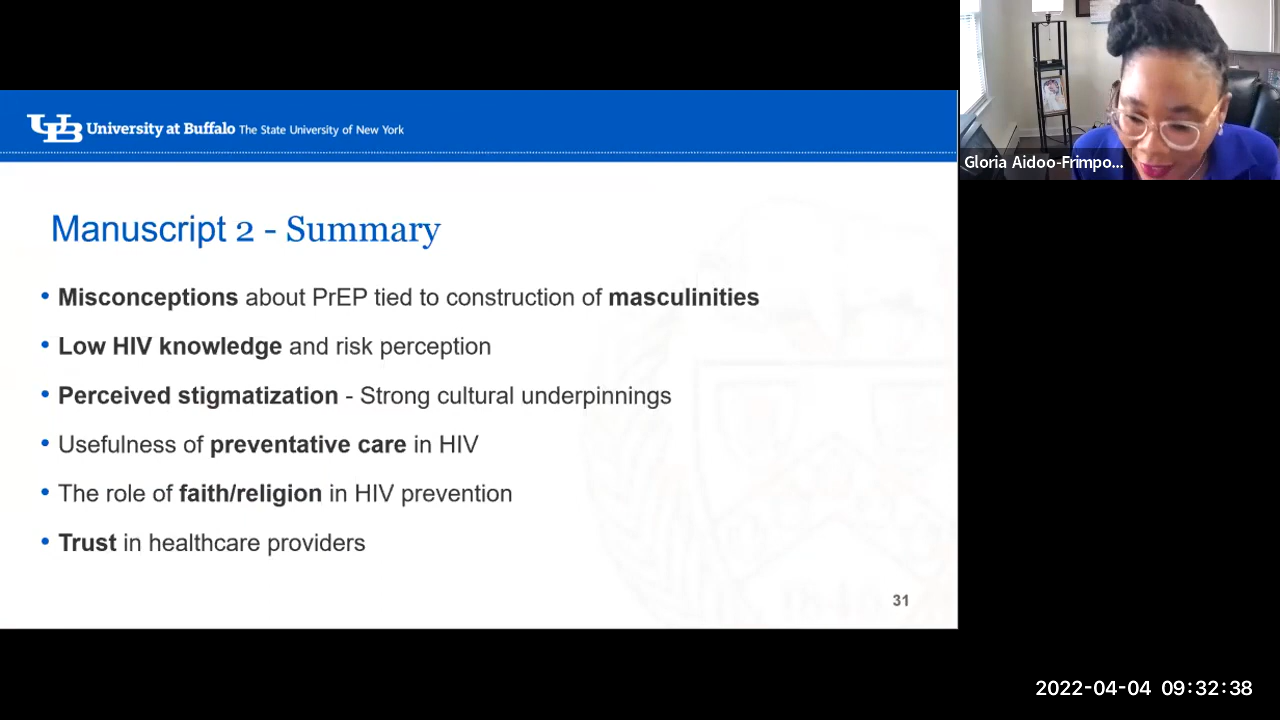 UB University at Buffalo The State University of New York
Gloria Aidoo-Frimpo...
Manuscript 2 - Summary
• Misconceptions about PrEP tied to construction of masculinities
• Low HIV knowledge and risk perception
• Perceived stigmatization - Strong cultural underpinnings
• Usefulness of preventative care in HIV
• The role of faith/religion in HIV prevention
• Trust in healthcare providers
31
2022-04-04 09:32:38